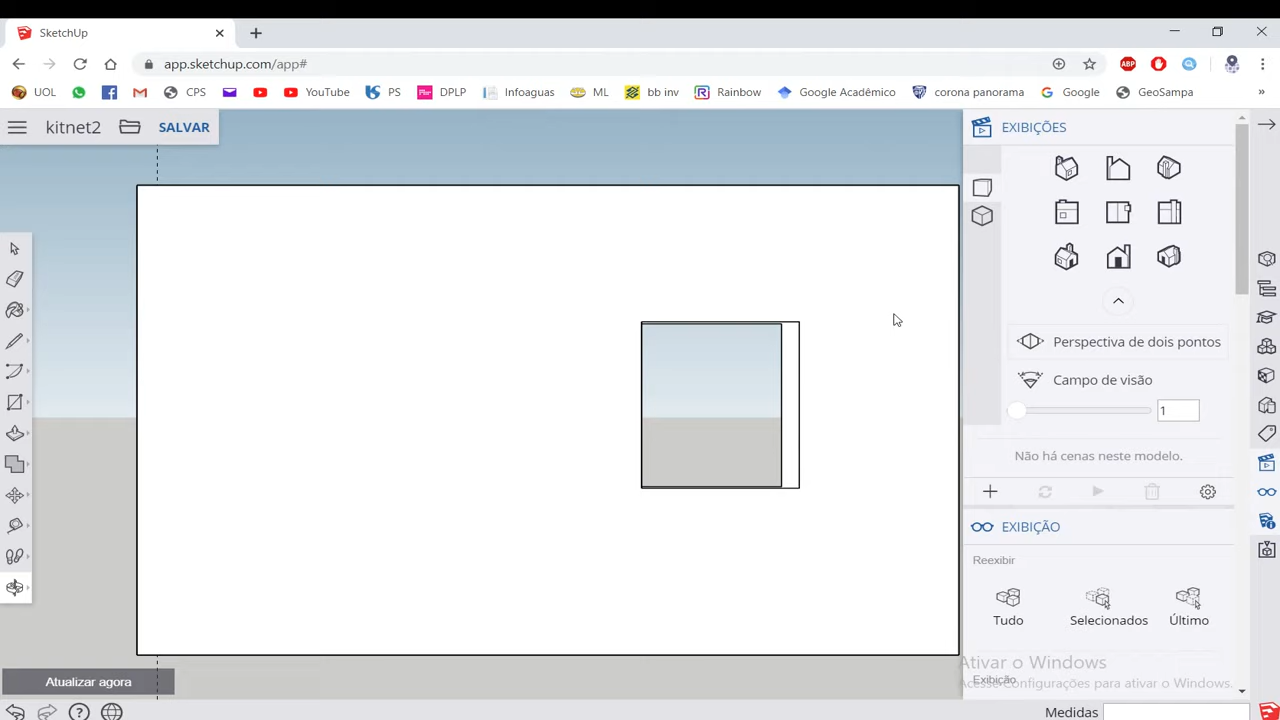 SketchUp
app.sketchup.com/app#
UOL CPS YouTube PS DPLP Infoaguas ML bb inv Rainbow Google Acadêmico corona panorama Google GeoSampa »
kitnet2 SALVAR
EXIBIÇÕES
Perspectiva de dois pontos
Campo de visão
1
Não há cenas neste modelo.
EXIBIÇÃO
Reexibir
Tudo Selecionados Último
Ativar o Windows
Acesse Configurações para ativar o Windows.
Exibição
Atualizar agora
Medidas